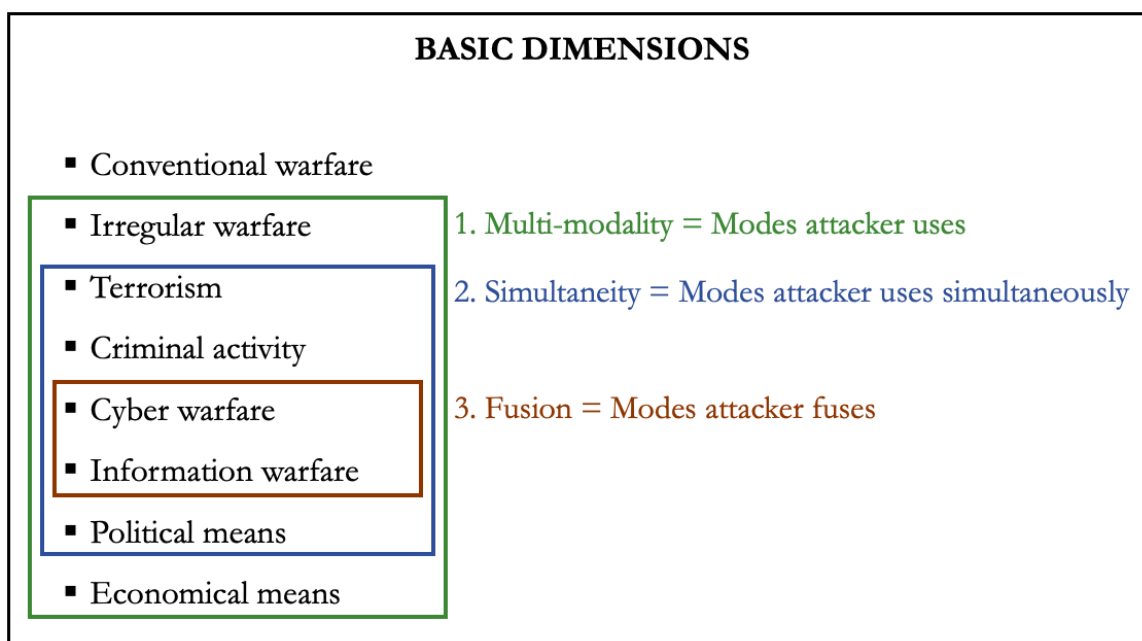 BASIC DIMENSIONS
▪ Conventional warfare
▪ Irregular warfare
1. Multi-modality = Modes attacker uses
▪ Terrorism
2. Simultaneity = Modes attacker uses simultaneously
▪ Criminal activity
▪ Cyber warfare
3. Fusion = Modes attacker fuses
▪ Information warfare
▪ Political means
▪ Economical means